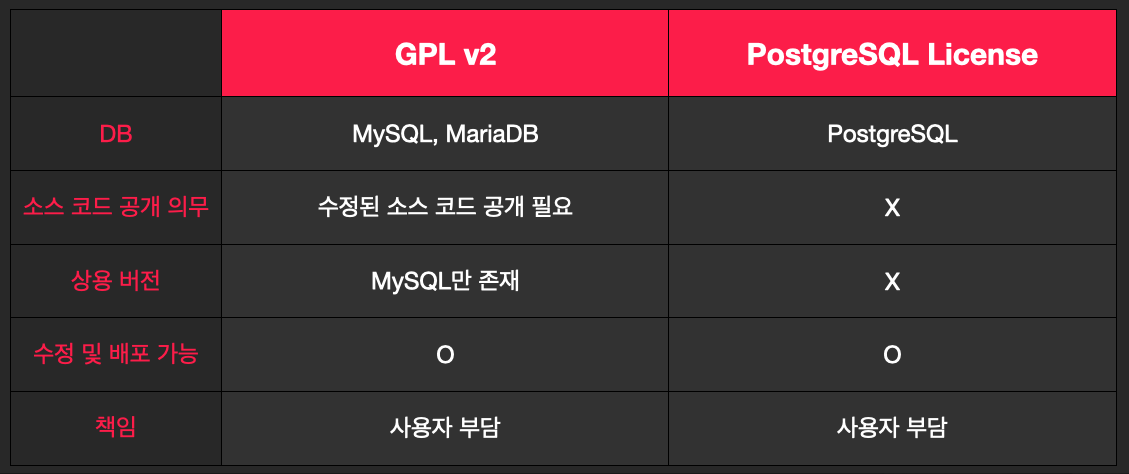 GPL v2 PostgreSQL License
DB MySQL, MariaDB PostgreSQL
소스 코드 공개 의무 수정된 소스 코드 공개 필요 X
상용 버전 MySQL만 존재 X
수정 및 배포 가능 O O
책임 사용자 부담 사용자 부담